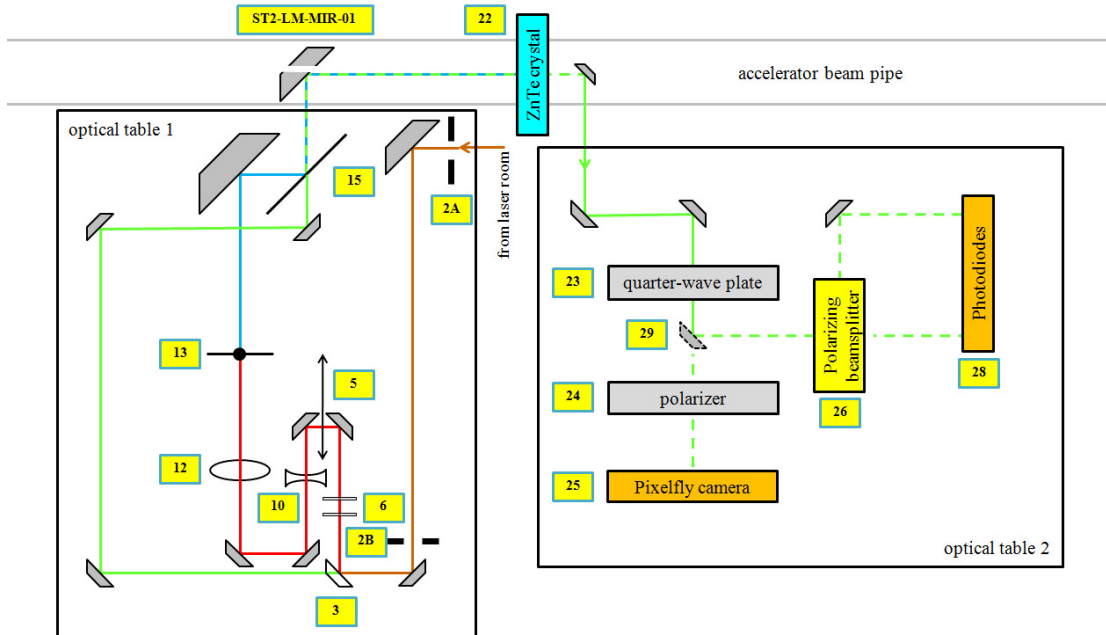 ST2-LM-MIR-01
22
ZnTe crystal
accelerator beam pipe
optical table 1
15
2A
from laser room
13
5
12
10
6
2B
3
23
quarter-wave plate
29
24
polarizer
25
Pixelfly camera
Polarizing
beamsplitter
26
Photodiodes
28
optical table 2